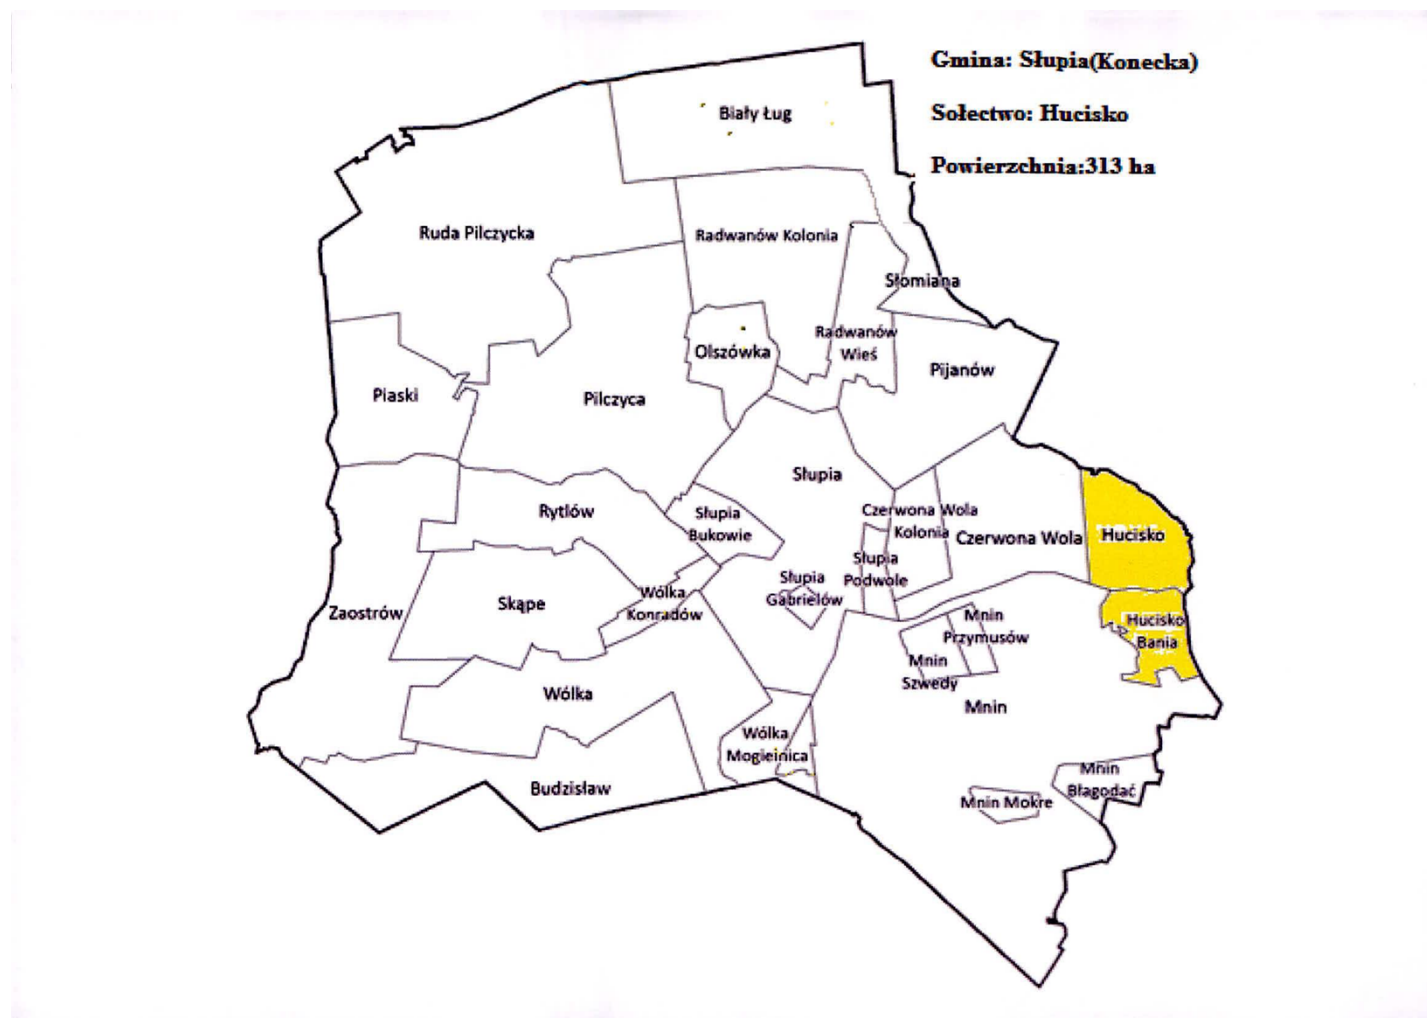 Gmina: Słupia(Konecka)
Sołectwo: Hucisko
Powierzchnia:313 ha
Biały Ług
Ruda Pilczycka
Radwanów Kolonia
Słomiana
Olszówka
Radwanów
Wieś
Pijanów
Piaski
Pilczyca
Słupia
Rytlów
Słupia
Bukowie
Czerwona Wola
Kolonia
Czerwona Wola
Hucisko
Słupia
Podwole
Słupia
Gabrielów
Zaostrów
Skąpe
Wólka
Konradów
Mnin
Przymusów
Hucisko
Bania
Mnin
Szwedy
Wólka
Mnin
Wólka
Mogielnica
Budzisław
Mnin
Błagodać
Mnin Mokre